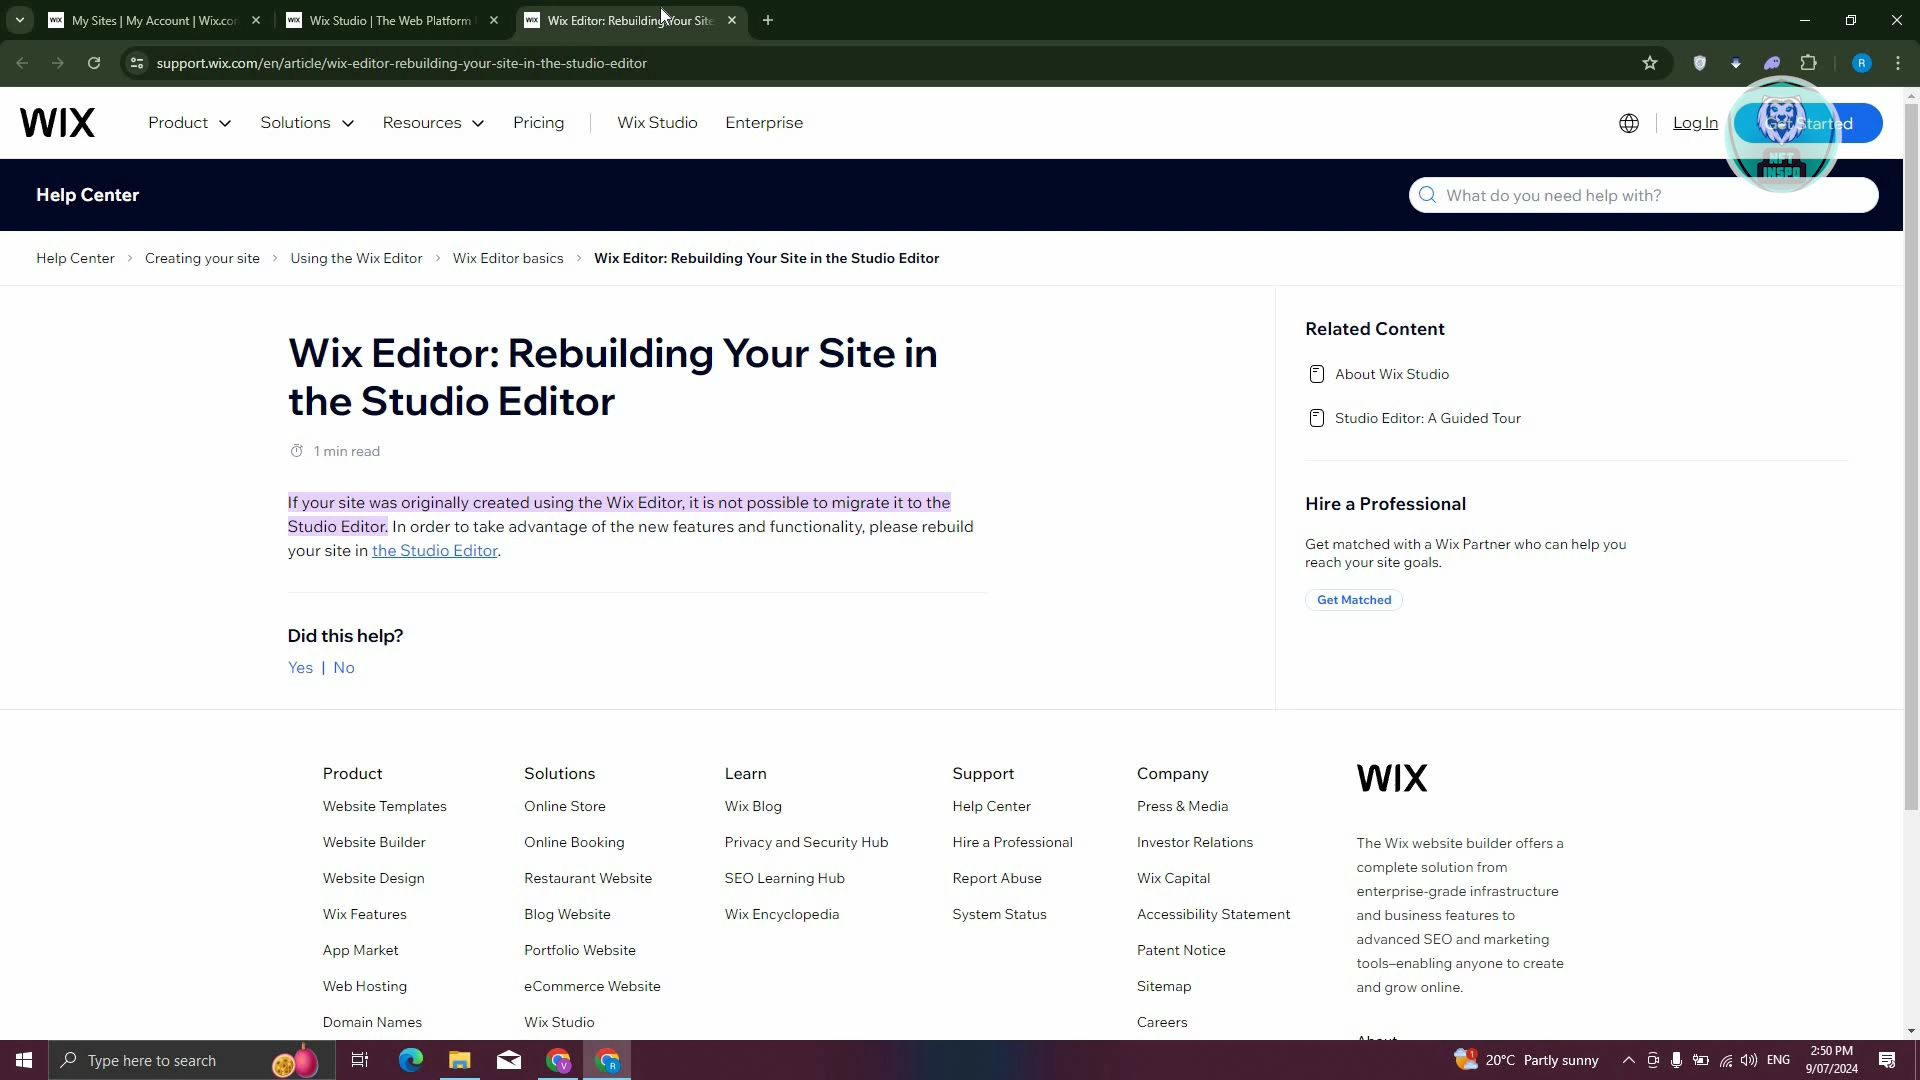 WIX My Sites | My Account | Wix.co
WIX Wix Studio | The Web Platform
WIX Wix Editor: Rebuilding Your Site
support.wix.com/en/article/wix-editor-rebuilding-your-site-in-the-studio-editor
R
WIX
Product
Solutions
Resources
Pricing
Wix Studio
Enterprise
Log In
Get Started
NFT
INSPO
Help Center
What do you need help with?
Help Center > Creating your site > Using the Wix Editor > Wix Editor basics > Wix Editor: Rebuilding Your Site in the Studio Editor
Wix Editor: Rebuilding Your Site in
the Studio Editor
1 min read
If your site was originally created using the Wix Editor, it is not possible to migrate it to the
Studio Editor. In order to take advantage of the new features and functionality, please rebuild
your site in the Studio Editor.
Did this help?
Yes | No
Related Content
About Wix Studio
Studio Editor: A Guided Tour
Hire a Professional
Get matched with a Wix Partner who can help you
reach your site goals.
Get Matched
Product
Website Templates
Website Builder
Website Design
Wix Features
App Market
Web Hosting
Domain Names
Solutions
Online Store
Online Booking
Restaurant Website
Blog Website
Portfolio Website
eCommerce Website
Wix Studio
Learn
Wix Blog
Privacy and Security Hub
SEO Learning Hub
Wix Encyclopedia
Support
Help Center
Hire a Professional
Report Abuse
System Status
Company
Press & Media
Investor Relations
Wix Capital
Accessibility Statement
Patent Notice
Sitemap
Careers
WIX
The Wix website builder offers a
complete solution from
enterprise-grade infrastructure
and business features to
advanced SEO and marketing
tools–enabling anyone to create
and grow online.
About
Type here to search
V
R
1
20°C Partly sunny
ENG
2:50 PM
9/07/2024